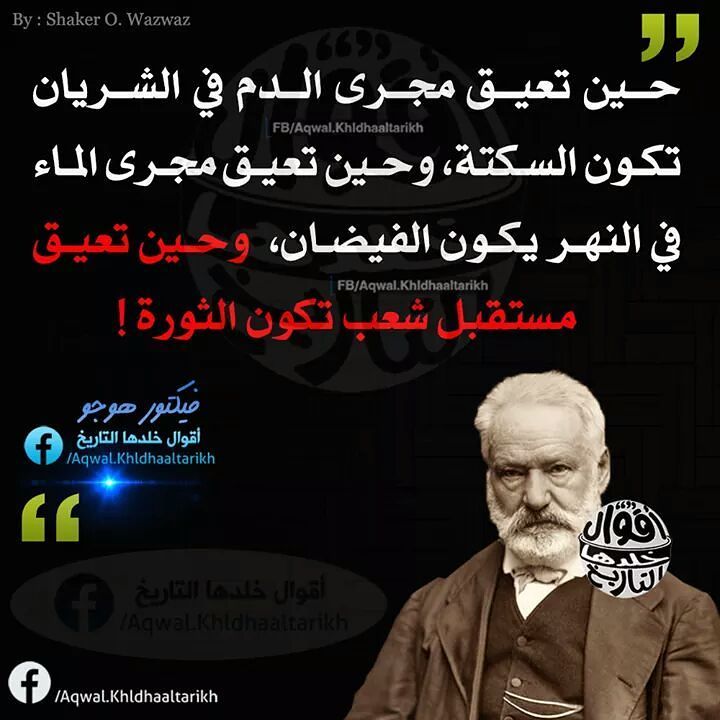 By : Shaker O. Wazwaz
حين تعيق مجرى الدم في الشريان
FB/Aqwal.Khldhaaltarikh
تكون السكتة، وحين تعيق مجرى الماء
في النهر يكون الفيضان، وحين تعيق
FB/Aqwal.Khldhaaltarikh
مستقبل شعب تكون الثورة !
فيكتور هوجو
أقوال خلدها التاريخ
/Aqwal.Khldhaaltarikh
أقوال خلدها التاريخ
أقوال خلدها التاريخ
/Aqwal.Khldhaaltarikh
/Aqwal.Khldhaaltarikh